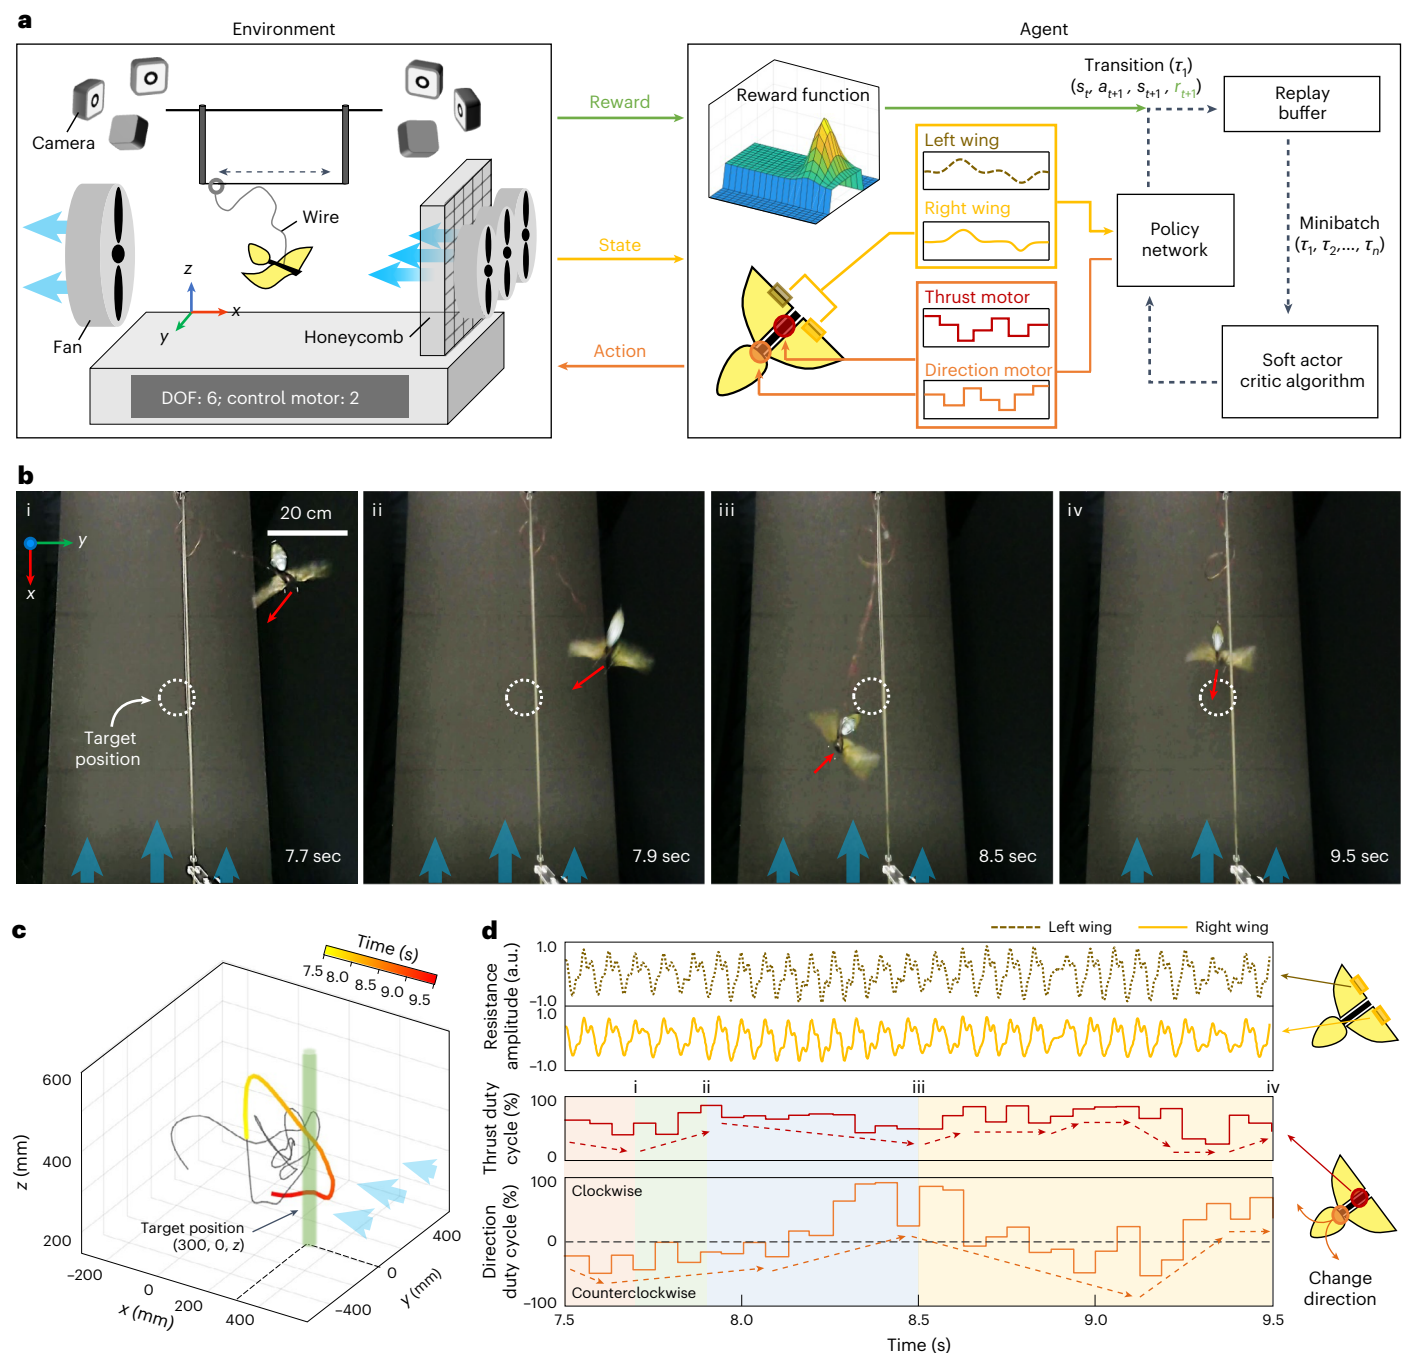 a
Environment
Agent
Camera
Wire
Fan
Honeycomb
z
x
y
DOF: 6; control motor: 2
Reward
State
Action
Reward function
Transition (τ1)
(st, at+1, st+1, rt+1)
Replay
buffer
Left wing
Right wing
Policy
network
Minibatch
(τ1, τ2,..., τn)
Thrust motor
Direction motor
Soft actor
critic algorithm
b
i
20 cm
y
x
Target
position
7.7 sec
ii
7.9 sec
iii
8.5 sec
iv
9.5 sec
c
Time (s)
7.5 8.0 8.5 9.0 9.5
z (mm)
600
400
200
Target position
(300, 0, z)
–200
0
200
400
x (mm)
–400
0
400
y (mm)
d
Left wing
Right wing
Resistance
amplitude (a.u.)
1.0
–1.0
1.0
–1.0
i
ii
iii
iv
Thrust duty
cycle (%)
100
0
Direction
duty cycle (%)
100
0
–100
Clockwise
Counterclockwise
7.5
8.0
8.5
9.0
9.5
Time (s)
Change
direction